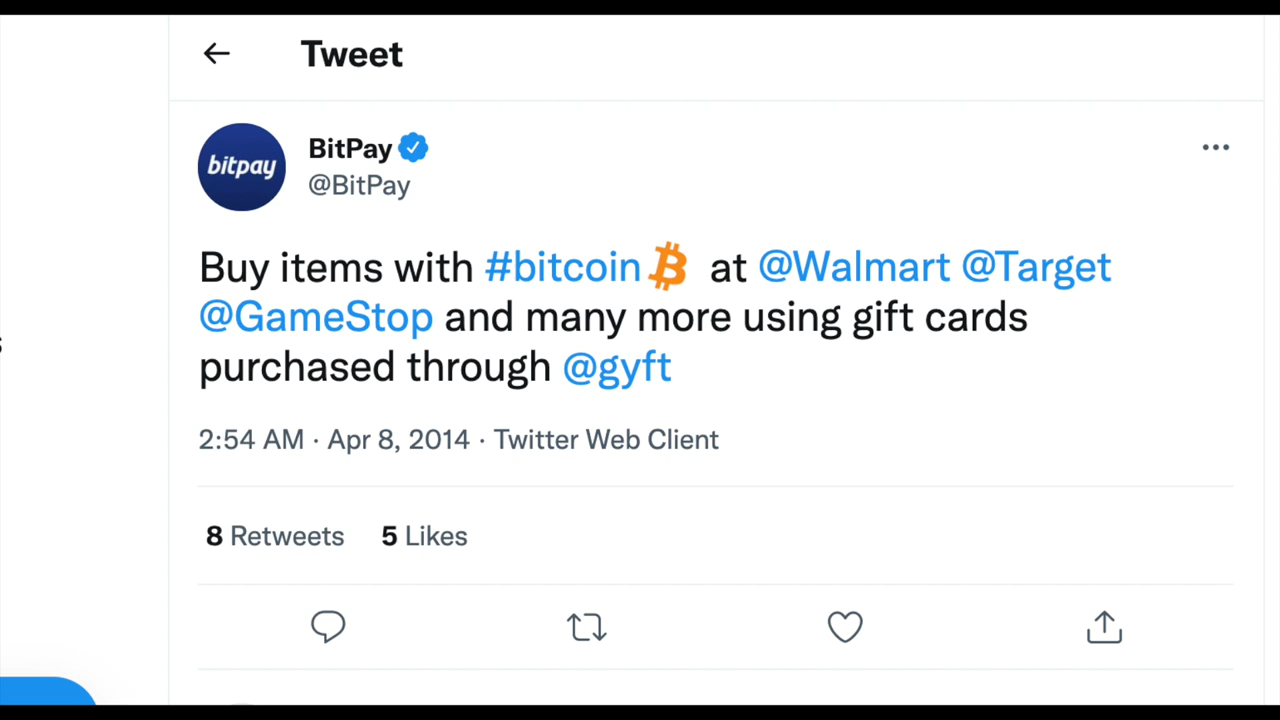 Tweet
bitpay
BitPay
@BitPay
Buy items with #bitcoin at @Walmart @Target
@GameStop and many more using gift cards
purchased through @gyft
2:54 AM · Apr 8, 2014 · Twitter Web Client
8 Retweets 5 Likes